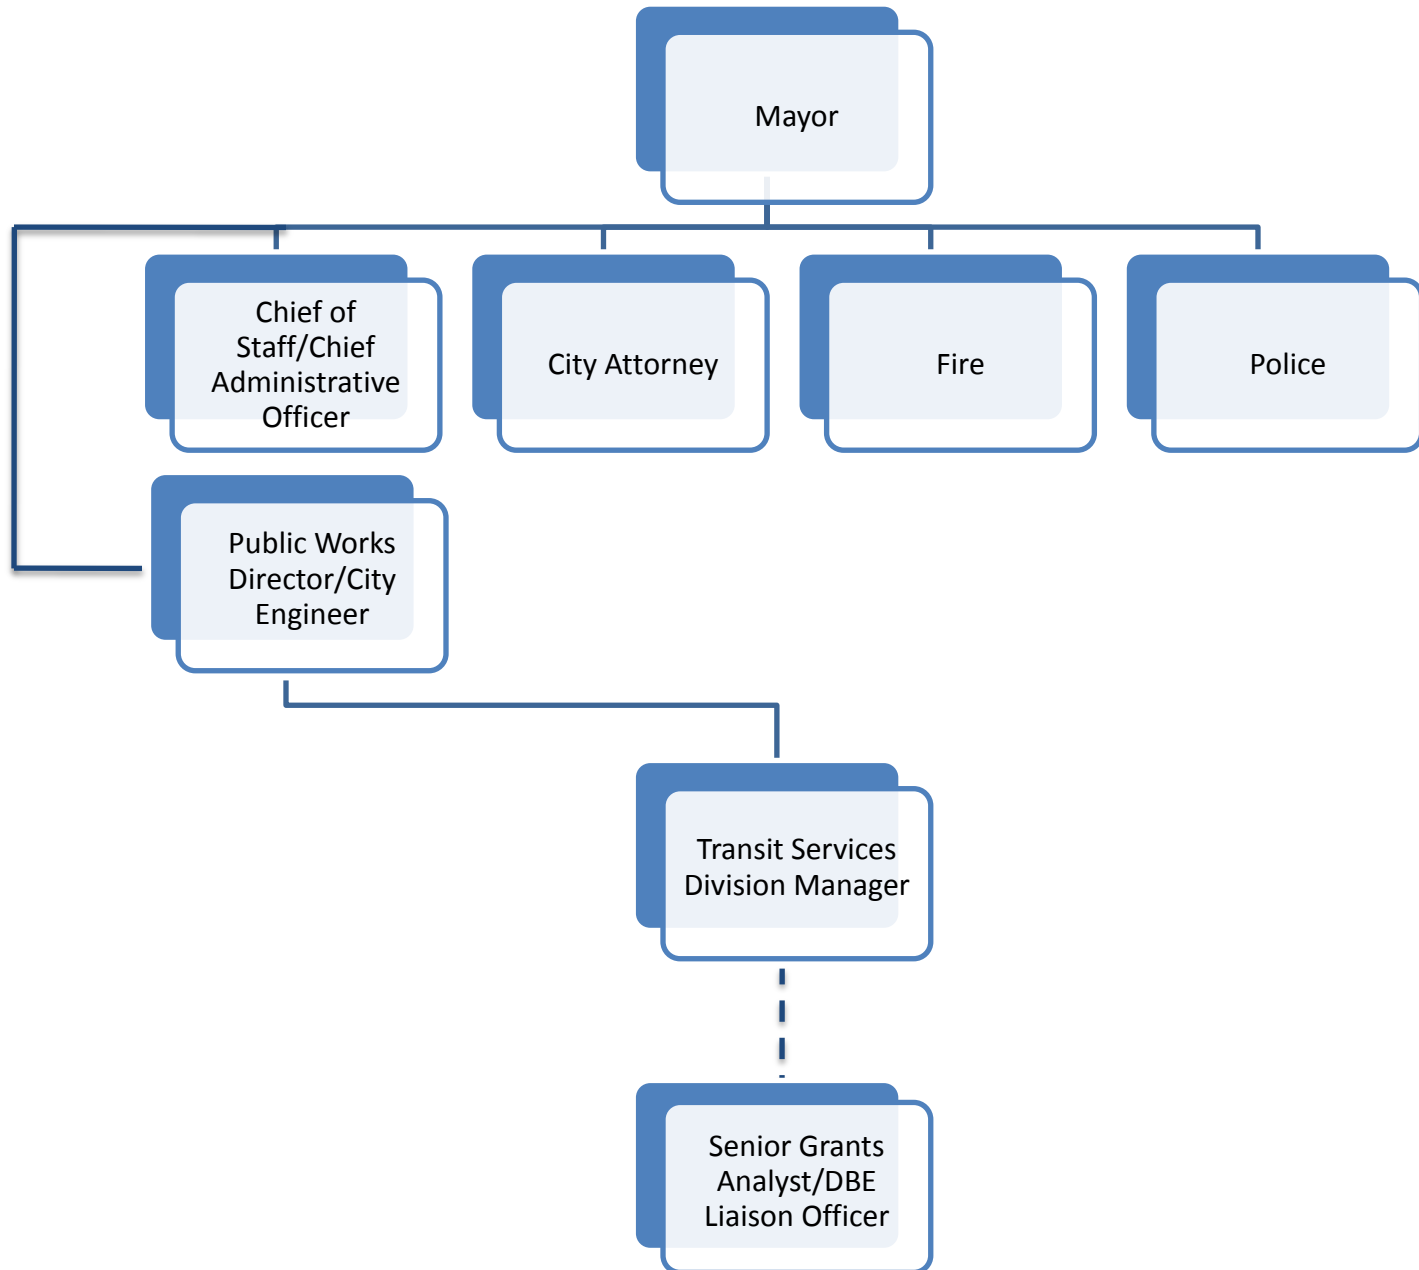 Mayor
Chief of
Staff/Chief
Administrative
Officer
City Attorney
Fire
Police
Public Works
Director/City
Engineer
Transit Services
Division Manager
Senior Grants
Analyst/DBE
Liaison Officer